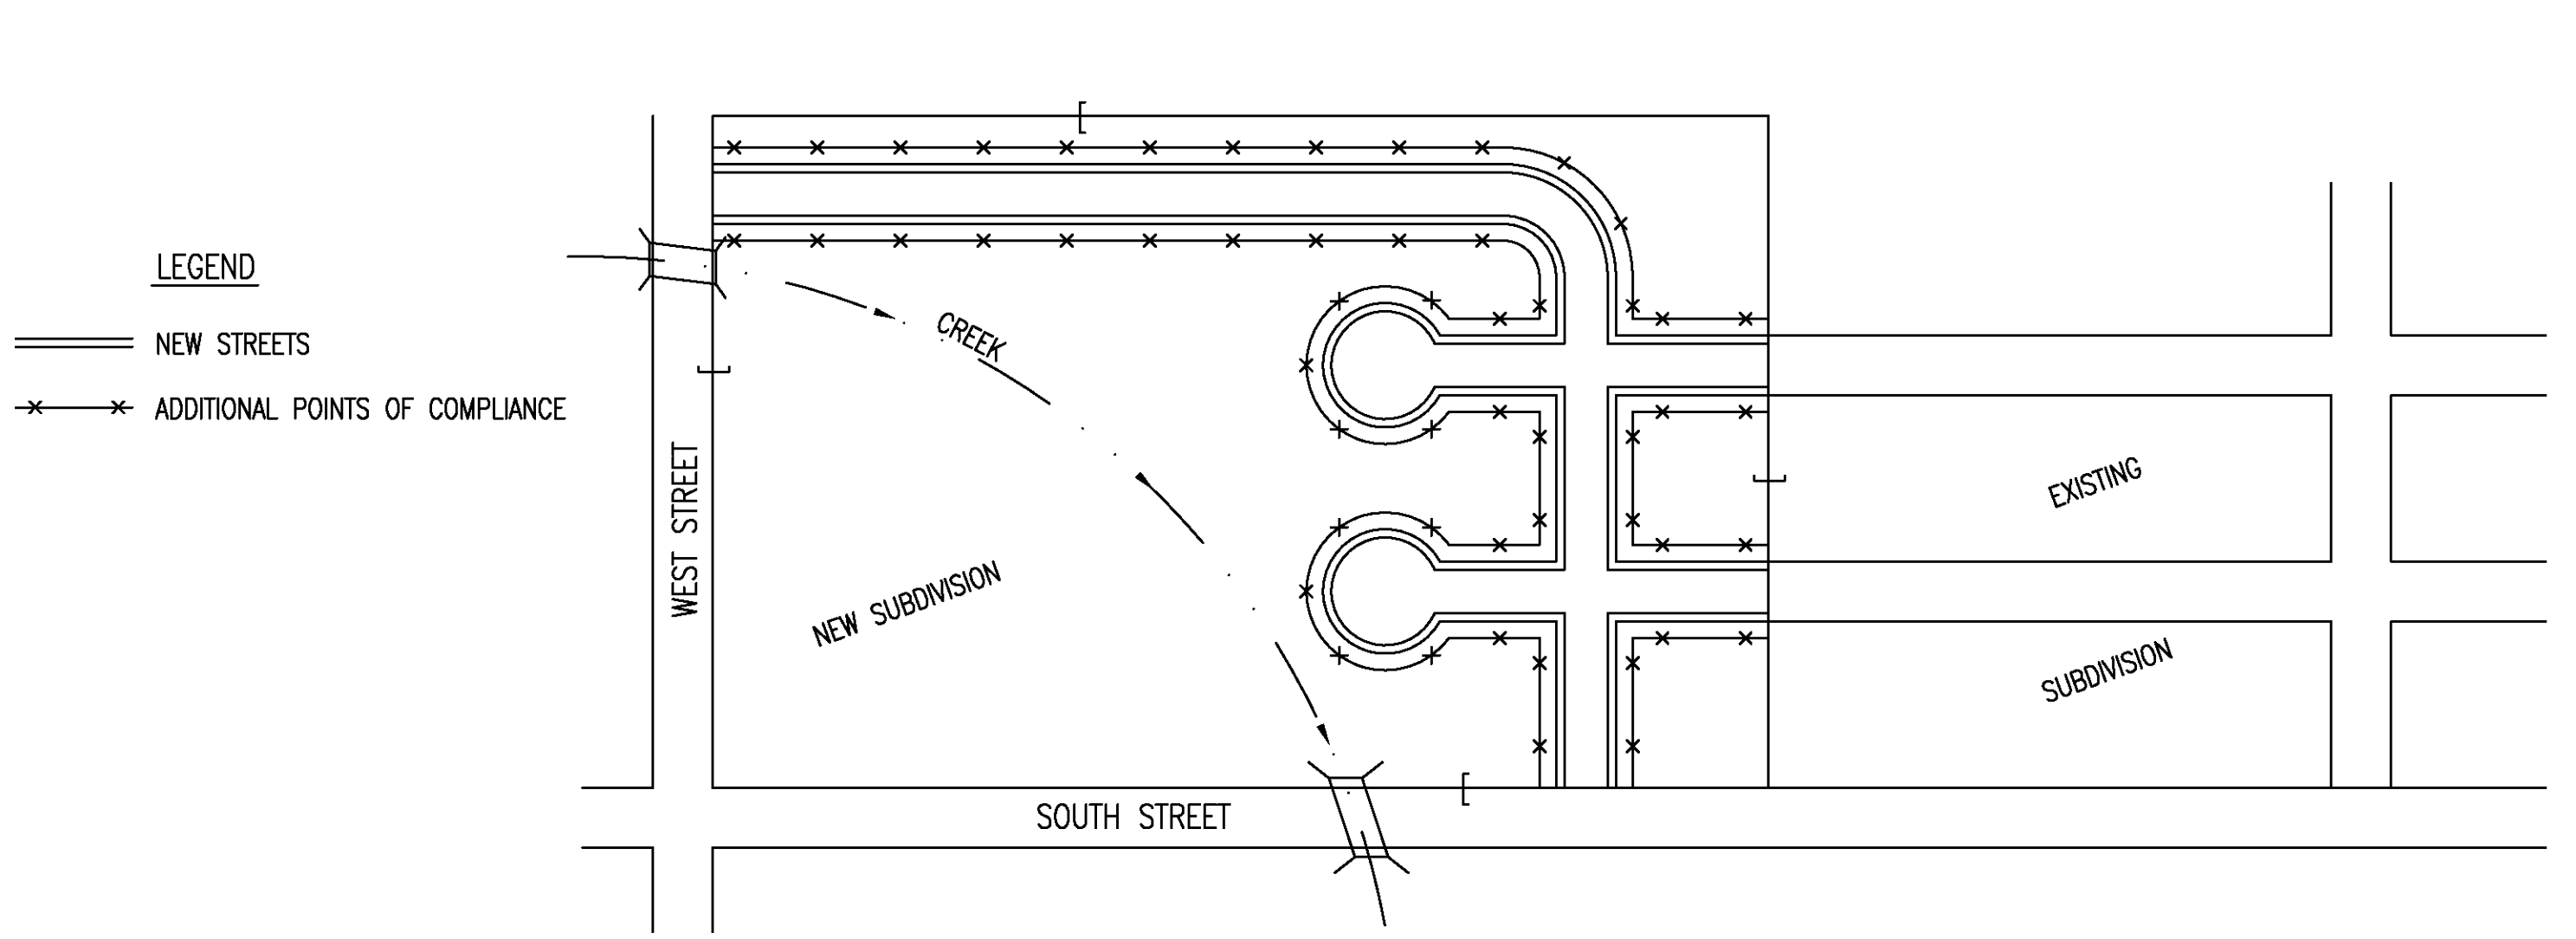 LEGEND
NEW STREETS
ADDITIONAL POINTS OF COMPLIANCE
CREEK
WEST STREET
NEW SUBDIVISION
EXISTING
SUBDIVISION
SOUTH STREET